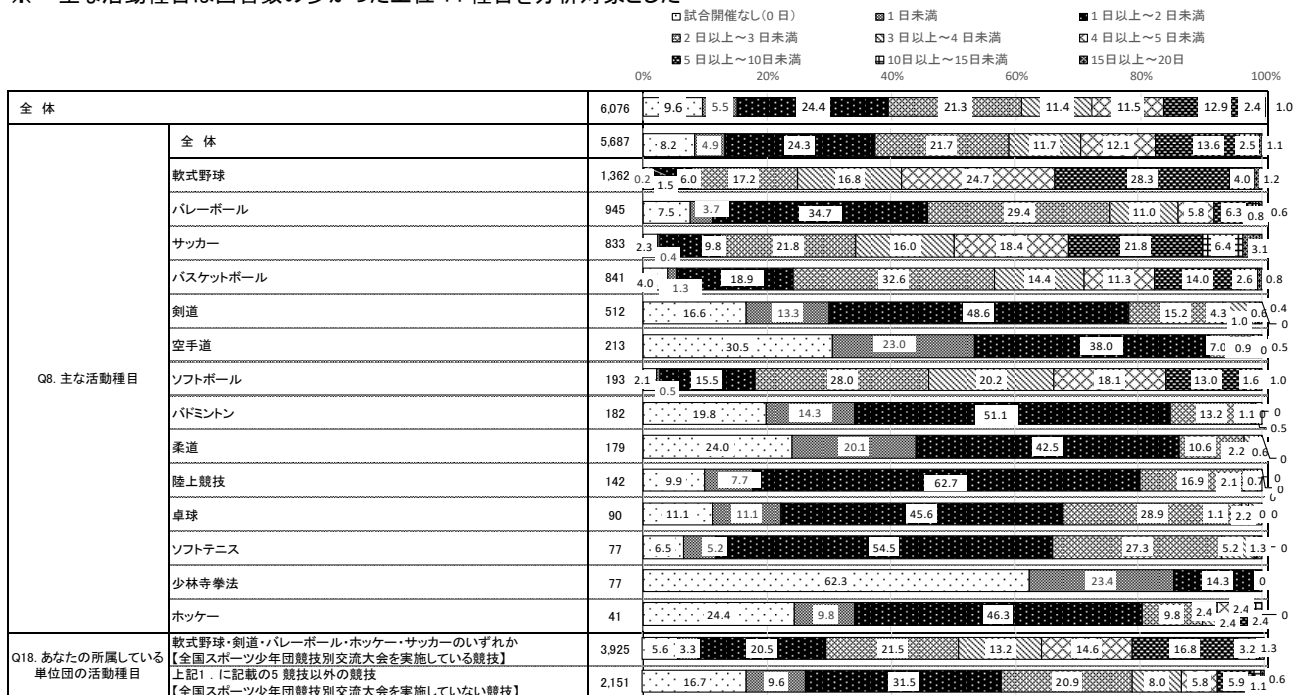 ※ 主な活動種目は回答数の多かった上位 14 種目を分析対象とした
試合開催なし(0 日) 1 日未満 1 日以上～2 日未満
2 日以上～3 日未満 3 日以上～4 日未満 4 日以上～5 日未満
5 日以上～10日未満 10日以上～15日未満 15日以上～20日
0% 20% 40% 60% 80% 100%
全 体 6,076 9.6 5.5 24.4 21.3 11.4 11.5 12.9 2.4 1.0
全 体 5,687 8.2 4.9 24.3 21.7 11.7 12.1 13.6 2.5 1.1
軟式野球 1,362 0.2 1.5 6.0 17.2 16.8 24.7 28.3 4.0 1.2
バレーボール 945 7.5 3.7 34.7 29.4 11.0 5.8 6.3 0.8 0.6
サッカー 833 2.3 0.4 9.8 21.8 16.0 18.4 21.8 6.4 3.1
バスケットボール 841 4.0 1.3 18.9 32.6 14.4 11.3 14.0 2.6 0.8
剣道 512 16.6 13.3 48.6 15.2 4.3 1.0 0.6 0.4 0
空手道 213 30.5 23.0 38.0 7.0 0.9 0 0.5
Q8. 主な活動種目
ソフトボール 193 2.1 0.5 15.5 28.0 20.2 18.1 13.0 1.6 1.0
バドミントン 182 19.8 14.3 51.1 13.2 1.1 0 0 0.5
柔道 179 24.0 20.1 42.5 10.6 2.2 0.6 0
陸上競技 142 9.9 7.7 62.7 16.9 2.1 0.7 0 0 0
卓球 90 11.1 11.1 45.6 28.9 1.1 2.2 0 0
ソフトテニス 77 6.5 5.2 54.5 27.3 5.2 1.3 0
少林寺拳法 77 62.3 23.4 14.3 0
ホッケー 41 24.4 9.8 46.3 9.8 2.4 2.4 2.4 2.4 0
Q18. あなたの所属している
単位団の活動種目
軟式野球・剣道・バレーボール・ホッケー・サッカーのいずれか
【全国スポーツ少年団競技別交流大会を実施している競技】
3,925 5.6 3.3 20.5 21.5 13.2 14.6 16.8 3.2 1.3
上記1．に記載の5 競技以外の競技
【全国スポーツ少年団競技別交流大会を実施していない競技】
2,151 16.7 9.6 31.5 20.9 8.0 5.8 5.9 1.1 0.6